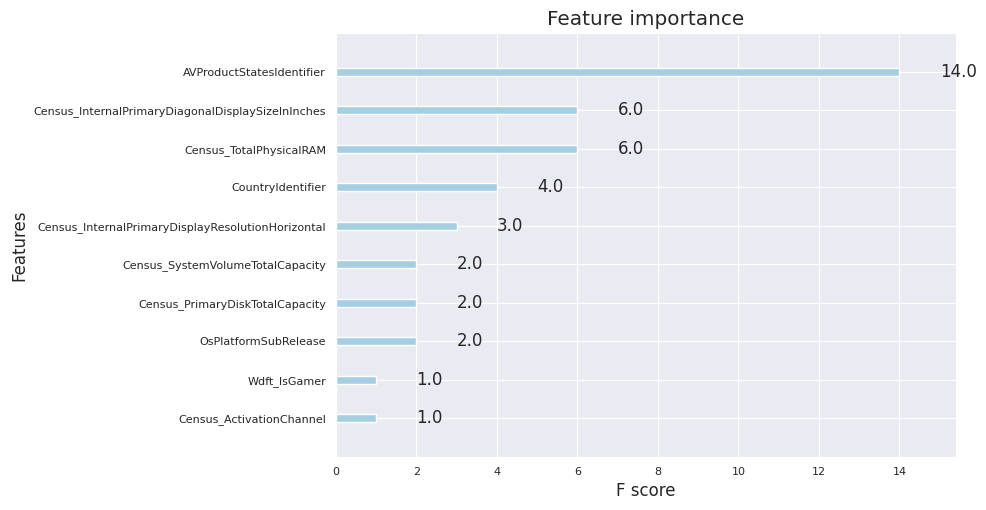 Feature importance
Features
AVProductStatesIdentifier 14.0
Census_InternalPrimaryDiagonalDisplaySizeInInches 6.0
Census_TotalPhysicalRAM 6.0
CountryIdentifier 4.0
Census_InternalPrimaryDisplayResolutionHorizontal 3.0
Census_SystemVolumeTotalCapacity 2.0
Census_PrimaryDiskTotalCapacity 2.0
OsPlatformSubRelease 2.0
Wdft_IsGamer 1.0
Census_ActivationChannel 1.0
0 2 4 6 8 10 12 14
F score